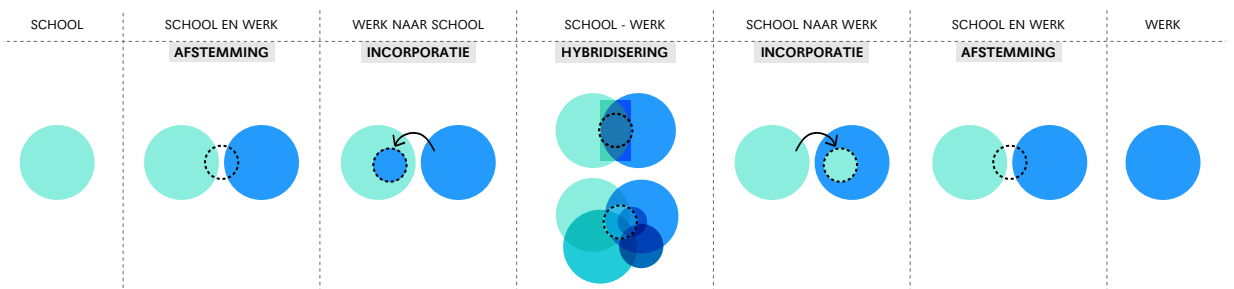 SCHOOL
SCHOOL EN WERK
WERK NAAR SCHOOL
SCHOOL - WERK
SCHOOL NAAR WERK
SCHOOL EN WERK
WERK
AFSTEMMING
INCORPORATIE
HYBRIDISERING
INCORPORATIE
AFSTEMMING